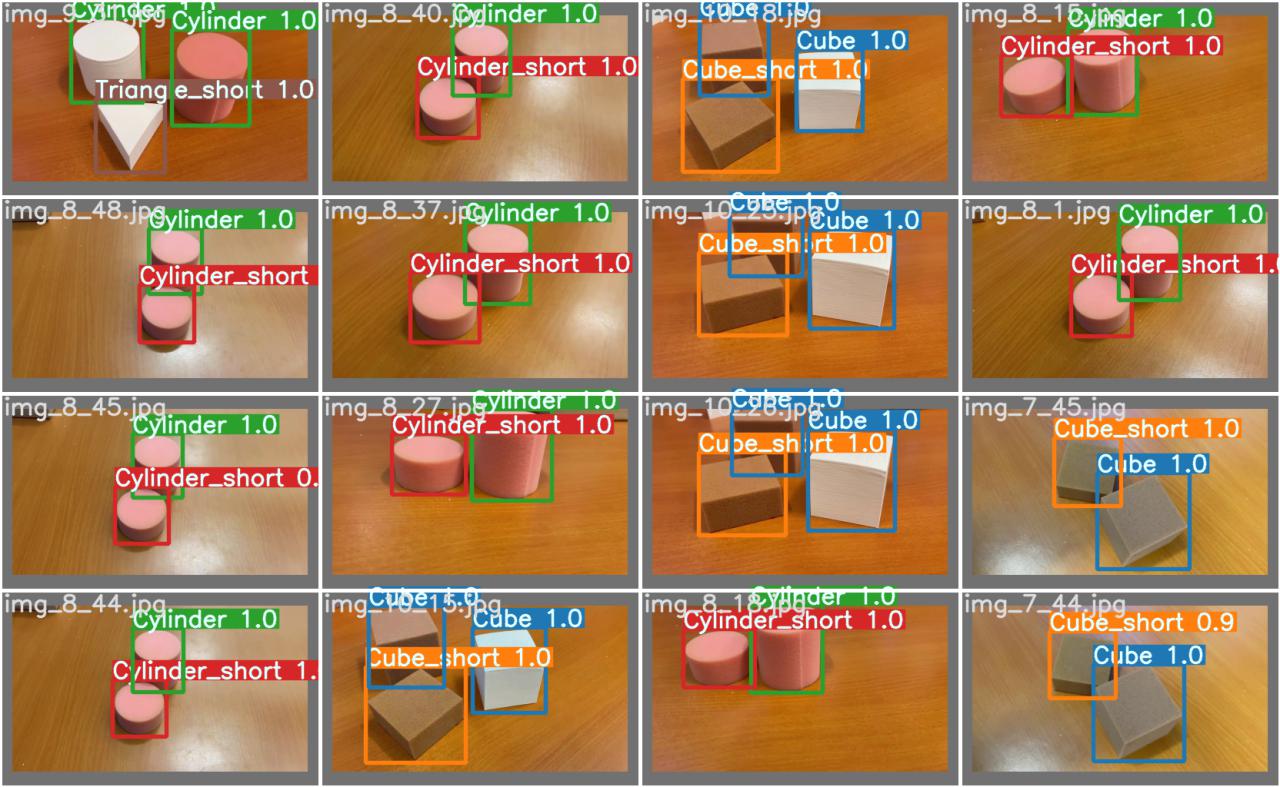 Cylinder 1.0
Triangle_short 1.0
img_8_40.jpg
Cylinder 1.0
Cylinder_short 1.0
Cube 1.0
Cube 1.0
Cube_short 1.0
img_8_15.jpg
Cylinder 1.0
Cylinder_short 1.0
img_8_48.jpg
Cylinder 1.0
Cylinder_short
img_8_37.jpg
Cylinder 1.0
Cylinder_short 1.0
Cube 1.0
Cube 1.0
Cube_short 1.0
img_8_1.jpg
Cylinder 1.0
Cylinder_short 1.0
img_8_45.jpg
Cylinder 1.0
Cylinder_short 0.
img_8_27.jpg
Cylinder 1.0
Cylinder_short 1.0
Cube 1.0
Cube 1.0
Cube_short 1.0
img_7_45.jpg
Cube_short 1.0
Cube 1.0
img_8_44.jpg
Cylinder 1.0
Cylinder_short 1.
Cube 1.0
img_10_15.jpg
Cube 1.0
Cube_short 1.0
img_8_18.jpg
Cylinder 1.0
Cylinder_short 1.0
img_7_44.jpg
Cube_short 0.9
Cube 1.0